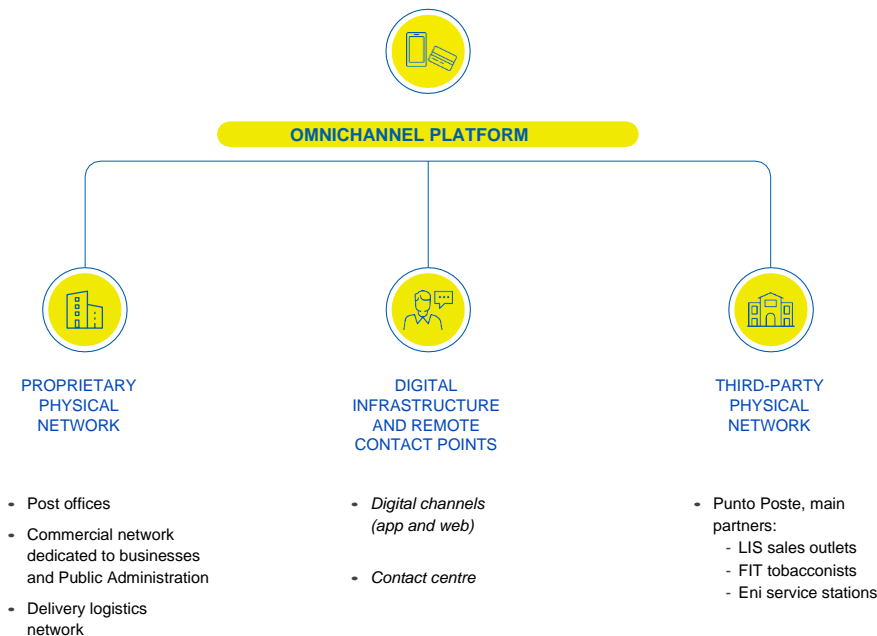 OMNICHANNEL PLATFORM
PROPRIETARY
PHYSICAL
NETWORK
• Post offices
• Commercial network
dedicated to businesses
and Public Administration
• Delivery logistics
network
DIGITAL
INFRASTRUCTURE
AND REMOTE
CONTACT POINTS
• Digital channels
(app and web)
• Contact centre
THIRD-PARTY
PHYSICAL
NETWORK
• Punto Poste, main
partners:
- LIS sales outlets
- FIT tobacconists
- Eni service stations